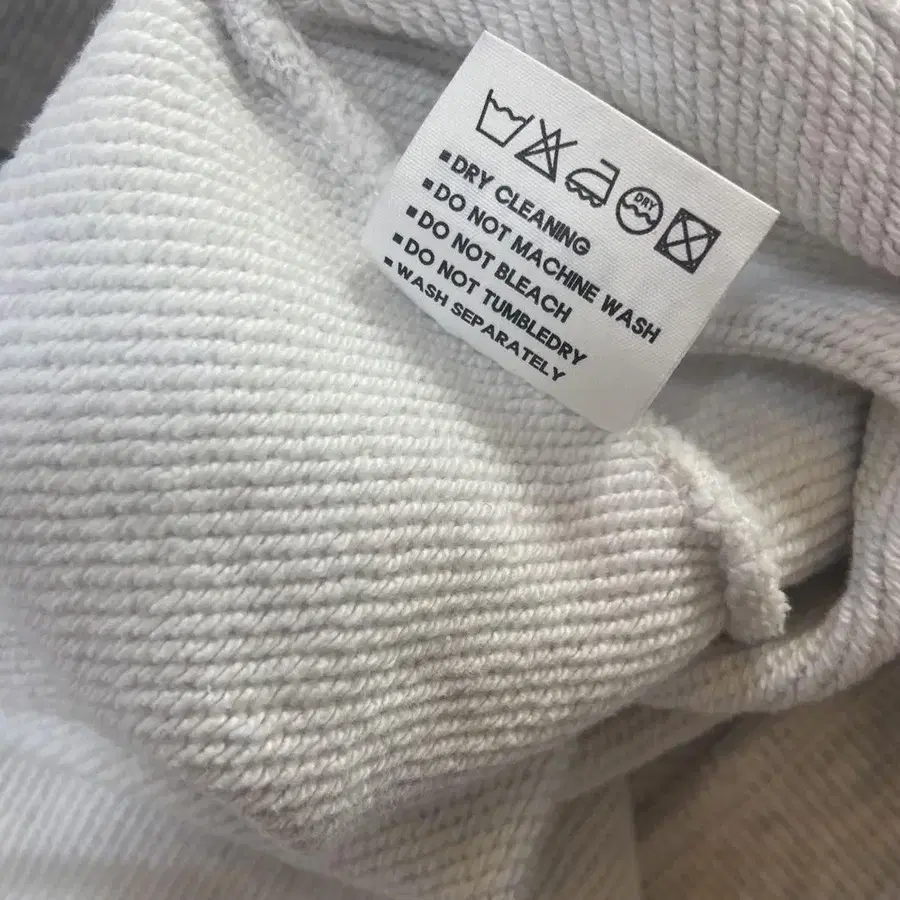 DRY
▪DRY CLEANING
▪DO NOT MACHINE WASH
▪DO NOT BLEACH
▪DO NOT TUMBLEDRY
▪WASH SEPARATELY